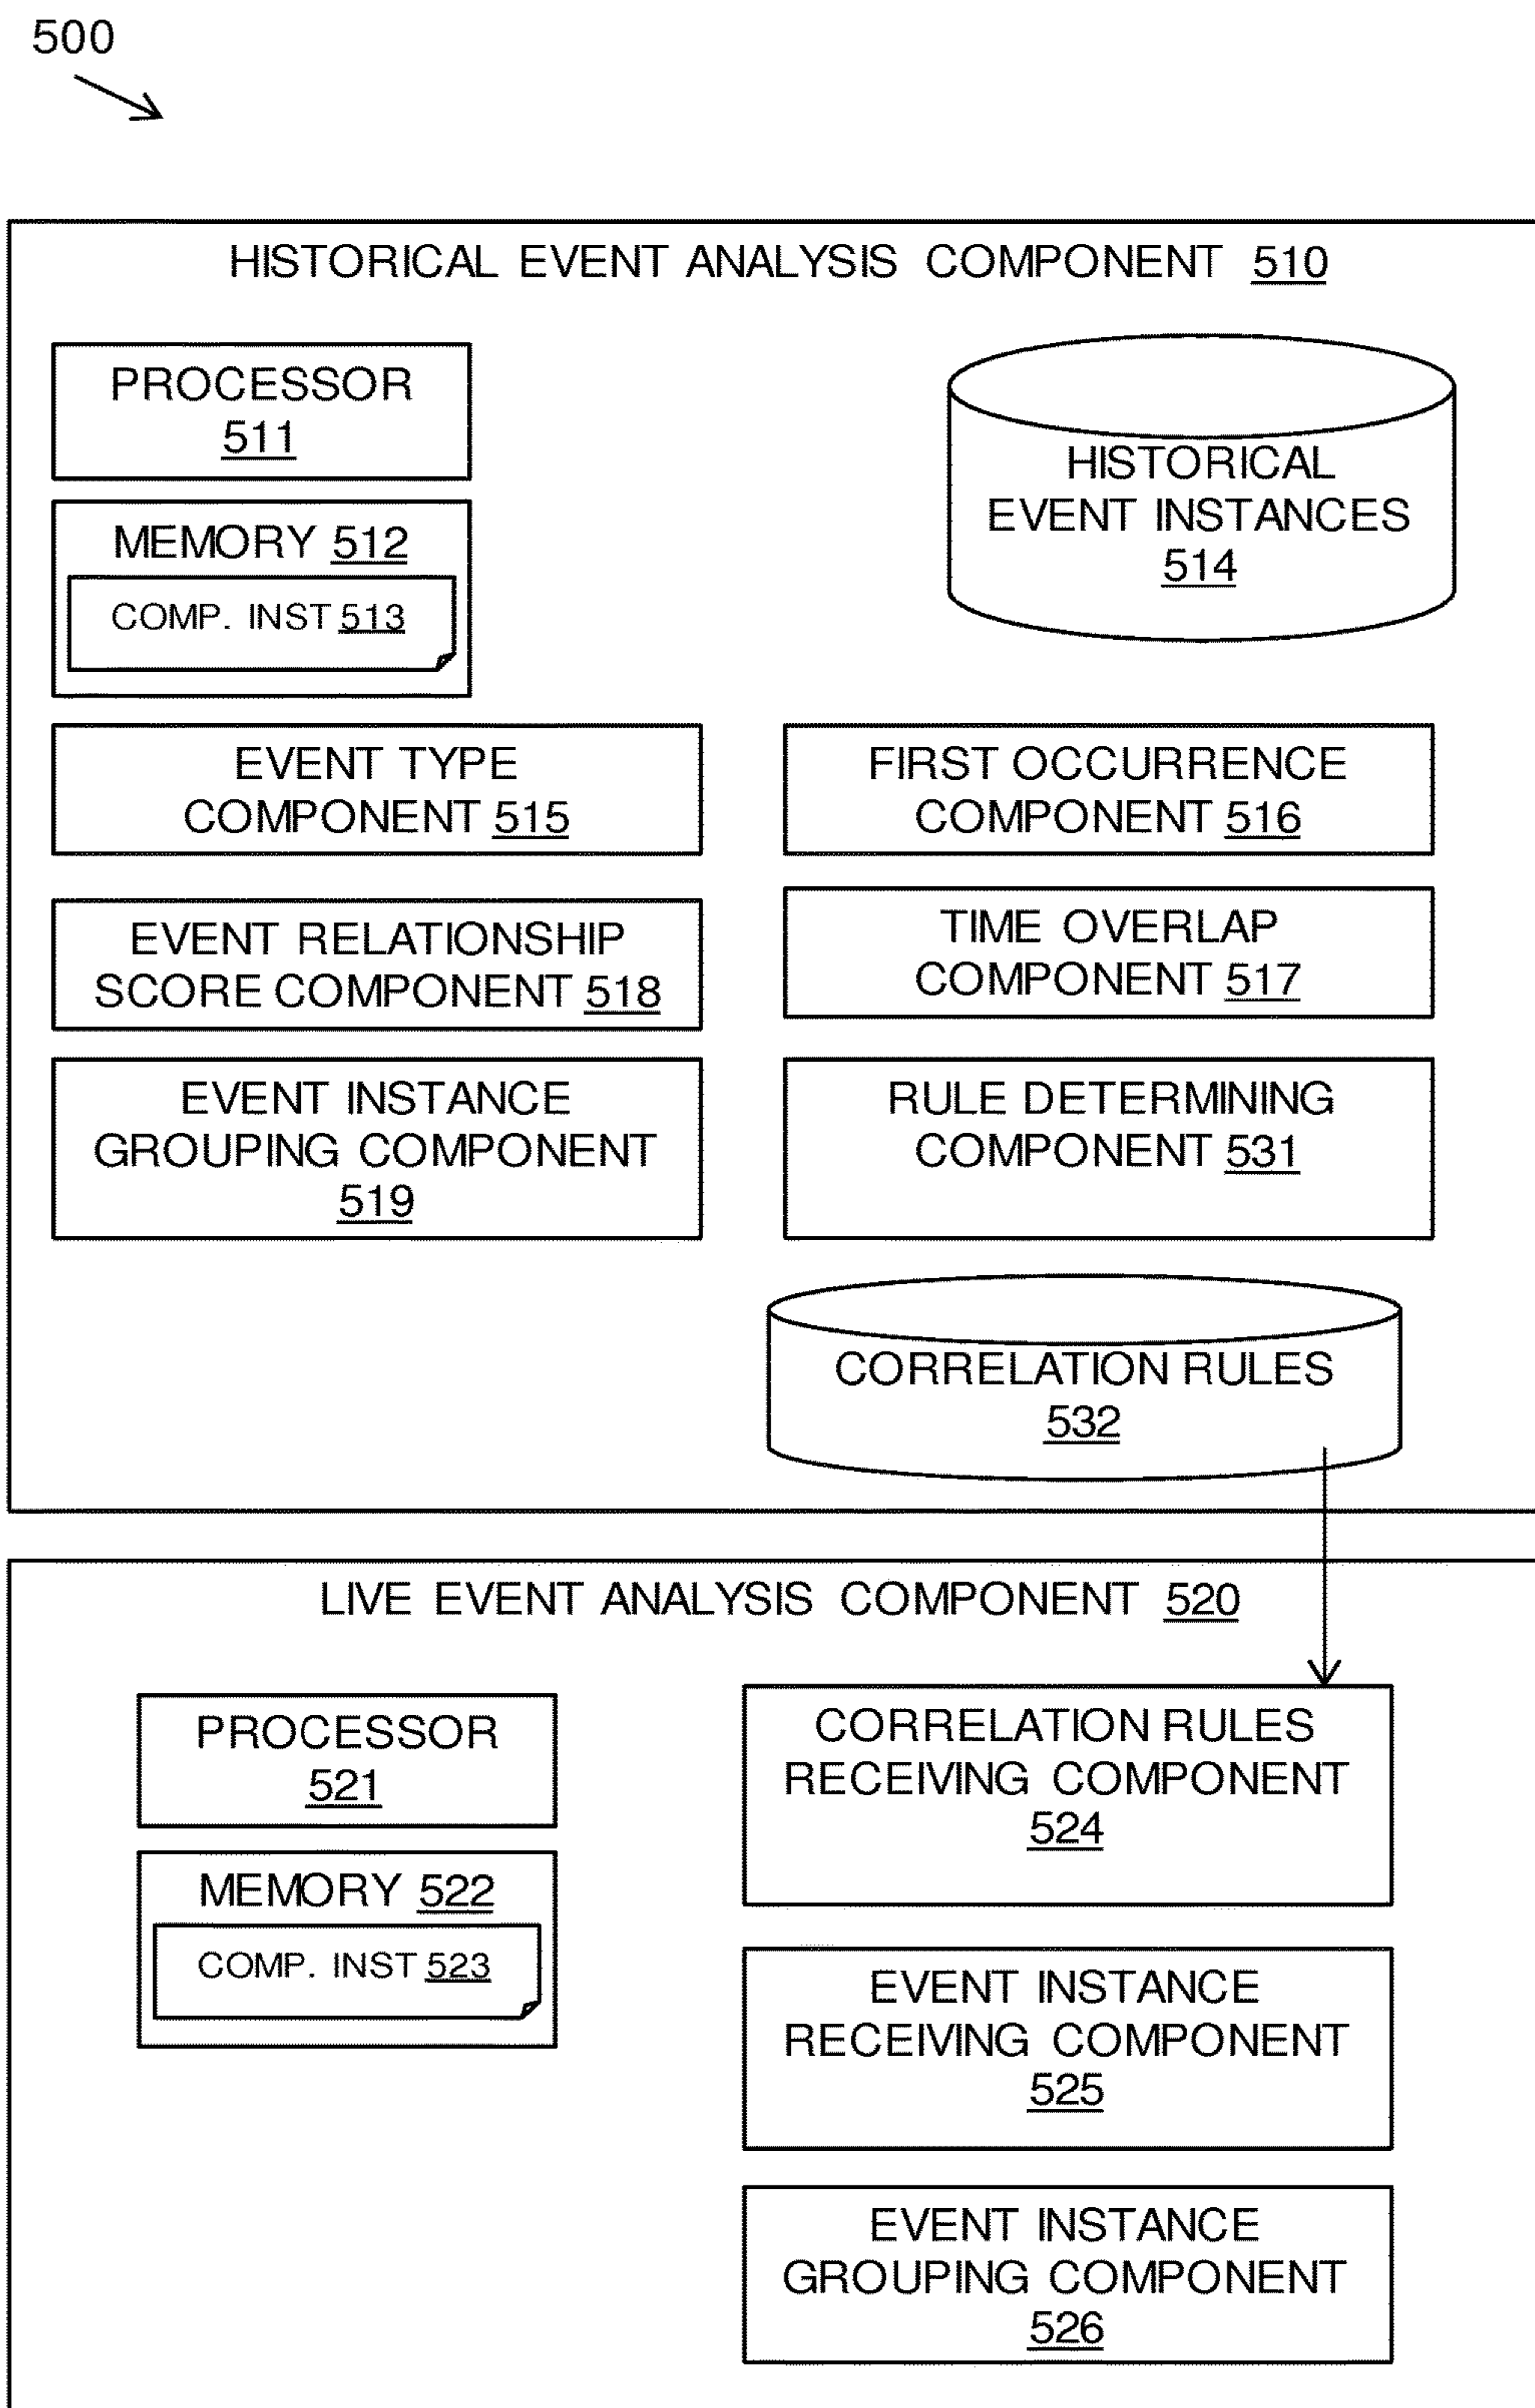 500
HISTORICAL EVENT ANALYSIS COMPONENT 510
PROCESSOR
511
MEMORY 512
COMP. INST 513
HISTORICAL
EVENT INSTANCES
514
EVENT TYPE
COMPONENT 515
FIRST OCCURRENCE
COMPONENT 516
EVENT RELATIONSHIP
SCORE COMPONENT 518
TIME OVERLAP
COMPONENT 517
EVENT INSTANCE
GROUPING COMPONENT
519
RULE DETERMINING
COMPONENT 531
CORRELATION RULES
532
LIVE EVENT ANALYSIS COMPONENT 520
PROCESSOR
521
MEMORY 522
COMP. INST 523
CORRELATION RULES
RECEIVING COMPONENT
524
EVENT INSTANCE
RECEIVING COMPONENT
525
EVENT INSTANCE
GROUPING COMPONENT
526